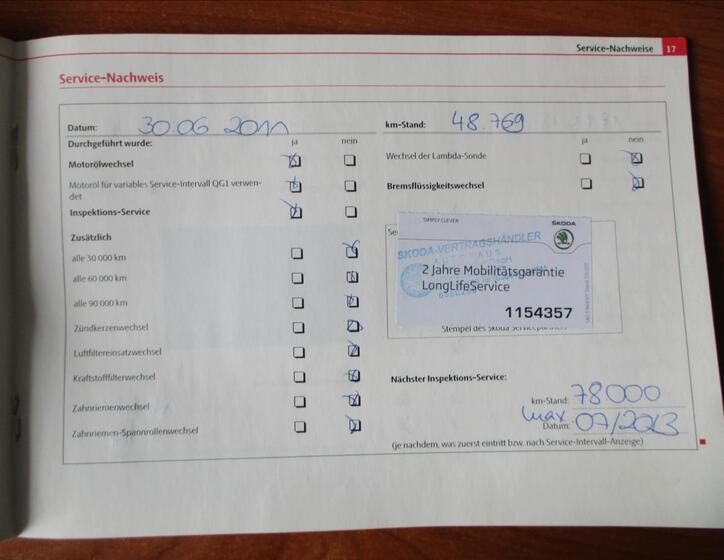 Service-Nachweise 17
Service-Nachweis
Datum: 30.06 2011
km-Stand: 48.769
Durchgeführt wurde: ja nein
ja nein
Motorölwechsel
Wechsel der Lambda-Sonde
Motoröl für variables Service-Intervall QG1 verwen-
det
Bremsflüssigkeitswechsel
Inspektions-Service
Zusätzlich
alle 30 000 km
alle 60 000 km
alle 90 000 km
Zündkerzenwechsel
Luftfiltereinsatzwechsel
Kraftstofffilterwechsel
Zahnriemenwechsel
Zahnriemen-Spannrollenwechsel
SIMPLY CLEVER
ŠKODA
SKODA-VERTRAGSHÄNDLER
AUTOHAUS
2 Jahre Mobilitätsgarantie
LongLifeService
1154357
Stempel des Škoda Servicepartners
Nächster Inspektions-Service:
km-Stand: 78000
max
Datum: 07/2013
(je nachdem, was zuerst eintritt bzw. nach Service-Intervall-Anzeige)